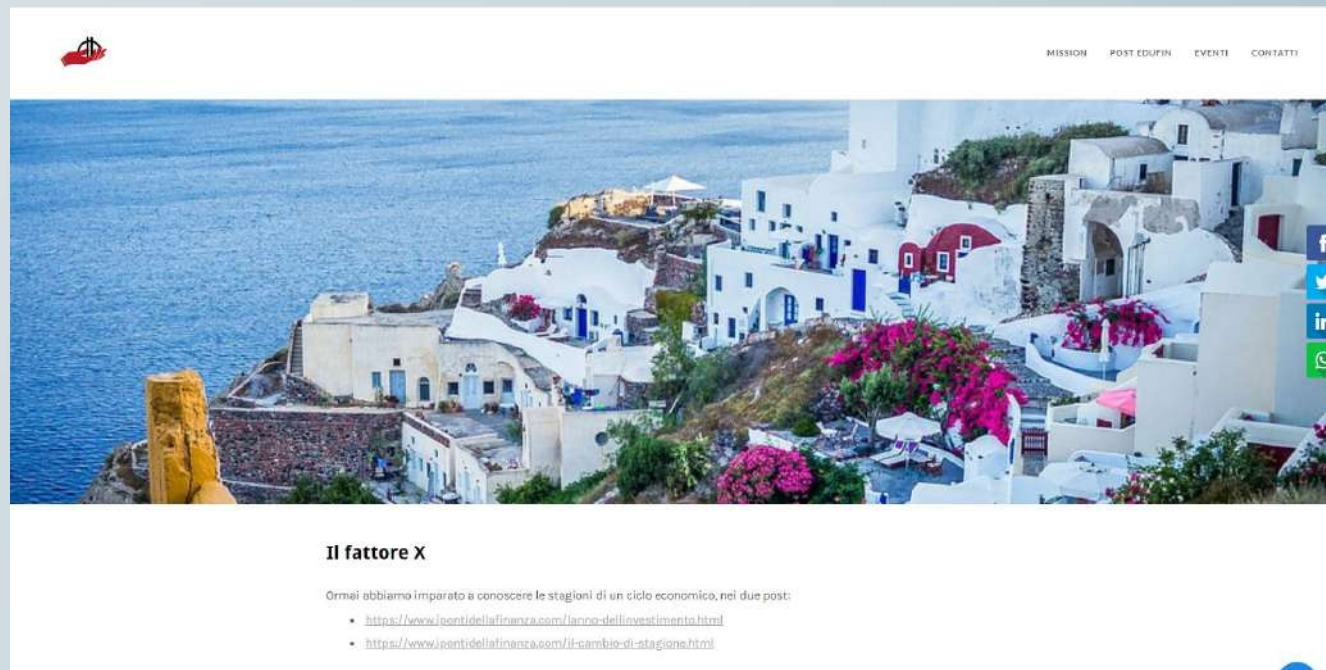 MISSION POST EDUFIN EVENTI CONTATTI
Il fattore X
Ormai abbiamo imparato a conoscere le stagioni di un ciclo economico, nei due post:
https://www.ipontidellafinanza.com/lanno-dellinvestimento.html
https://www.ipontidellafinanza.com/il-cambio-di-stagione.html